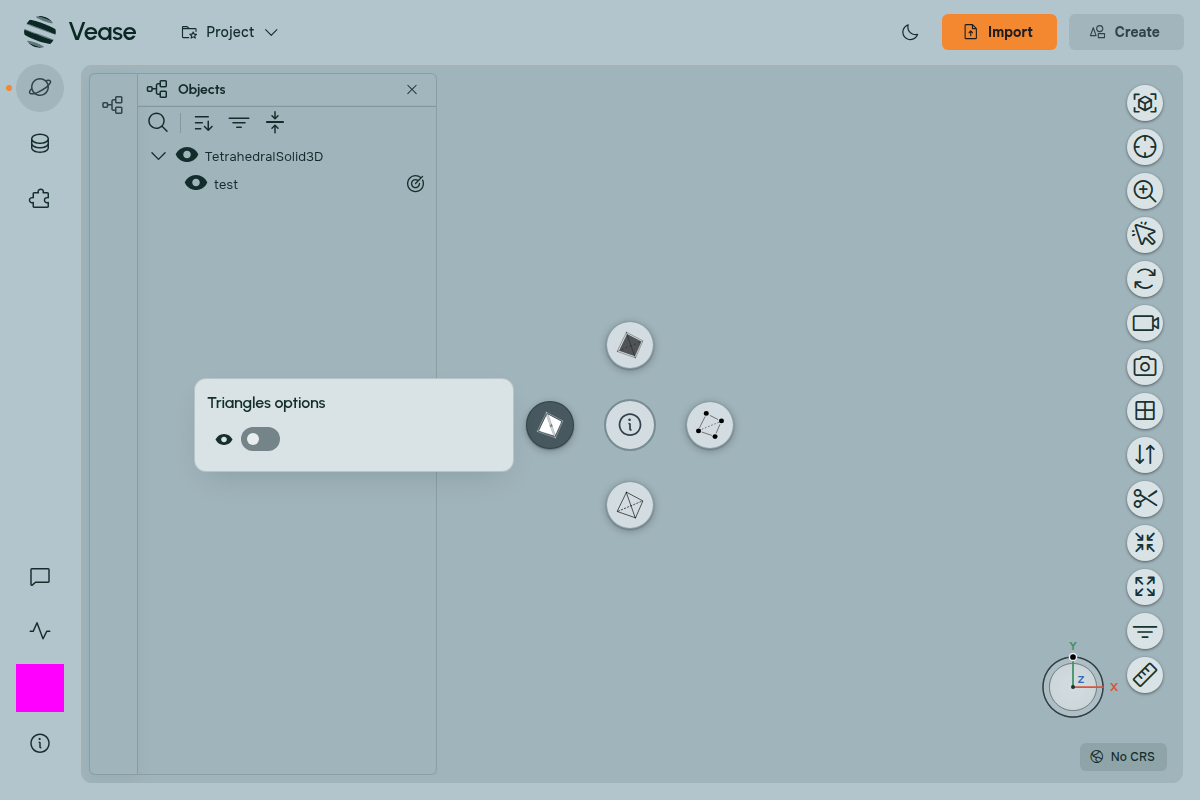 Vease
Project
Import
Create
Objects
TetrahedralSolid3D
test
Triangles options
Y
Z
X
No CRS